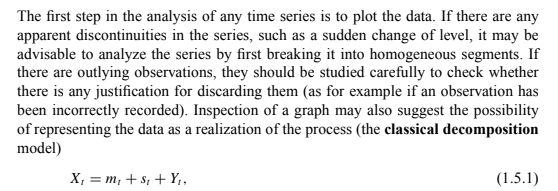 The first step in the analysis of any time series is to plot the data. If there are any
apparent discontinuities in the series, such as a sudden change of level, it may be
advisable to analyze the series by first breaking it into homogeneous segments. If
there are outlying observations, they should be studied carefully to check whether
there is any justification for discarding them (as for example if an observation has
been incorrectly recorded). Inspection of a graph may also suggest the possibility
of representing the data as a realization of the process (the classical decomposition
model)
Xₜ = mₜ + sₜ + Yₜ, (1.5.1)